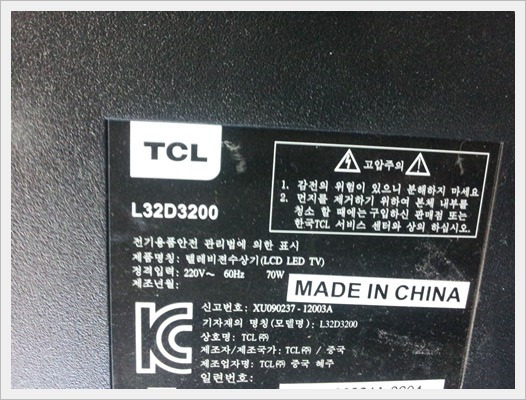 TCL
L32D3200
고압주의
1. 감전의 위험이 있으니 분해하지 마세요
2. 먼지를 제거하기 위하여 본체 내부를
청소 할 때에는 구입하신 판매점 또는
한국TCL 서비스 센터와 상의 하십시오.
전기용품안전 관리법에 의한 표시
제품명칭: 텔레비전수상기(LCD LED TV)
정격입력: 220V~ 60Hz 70W
제조년월:
MADE IN CHINA
신고번호: XU090237-12003A
기자재의 명칭(모델명): L32D3200
상호명: TCL㈜
제조자/제조국가: TCL㈜ / 중국
제조업자명: TCL㈜ 중국 혜주
일련번호: